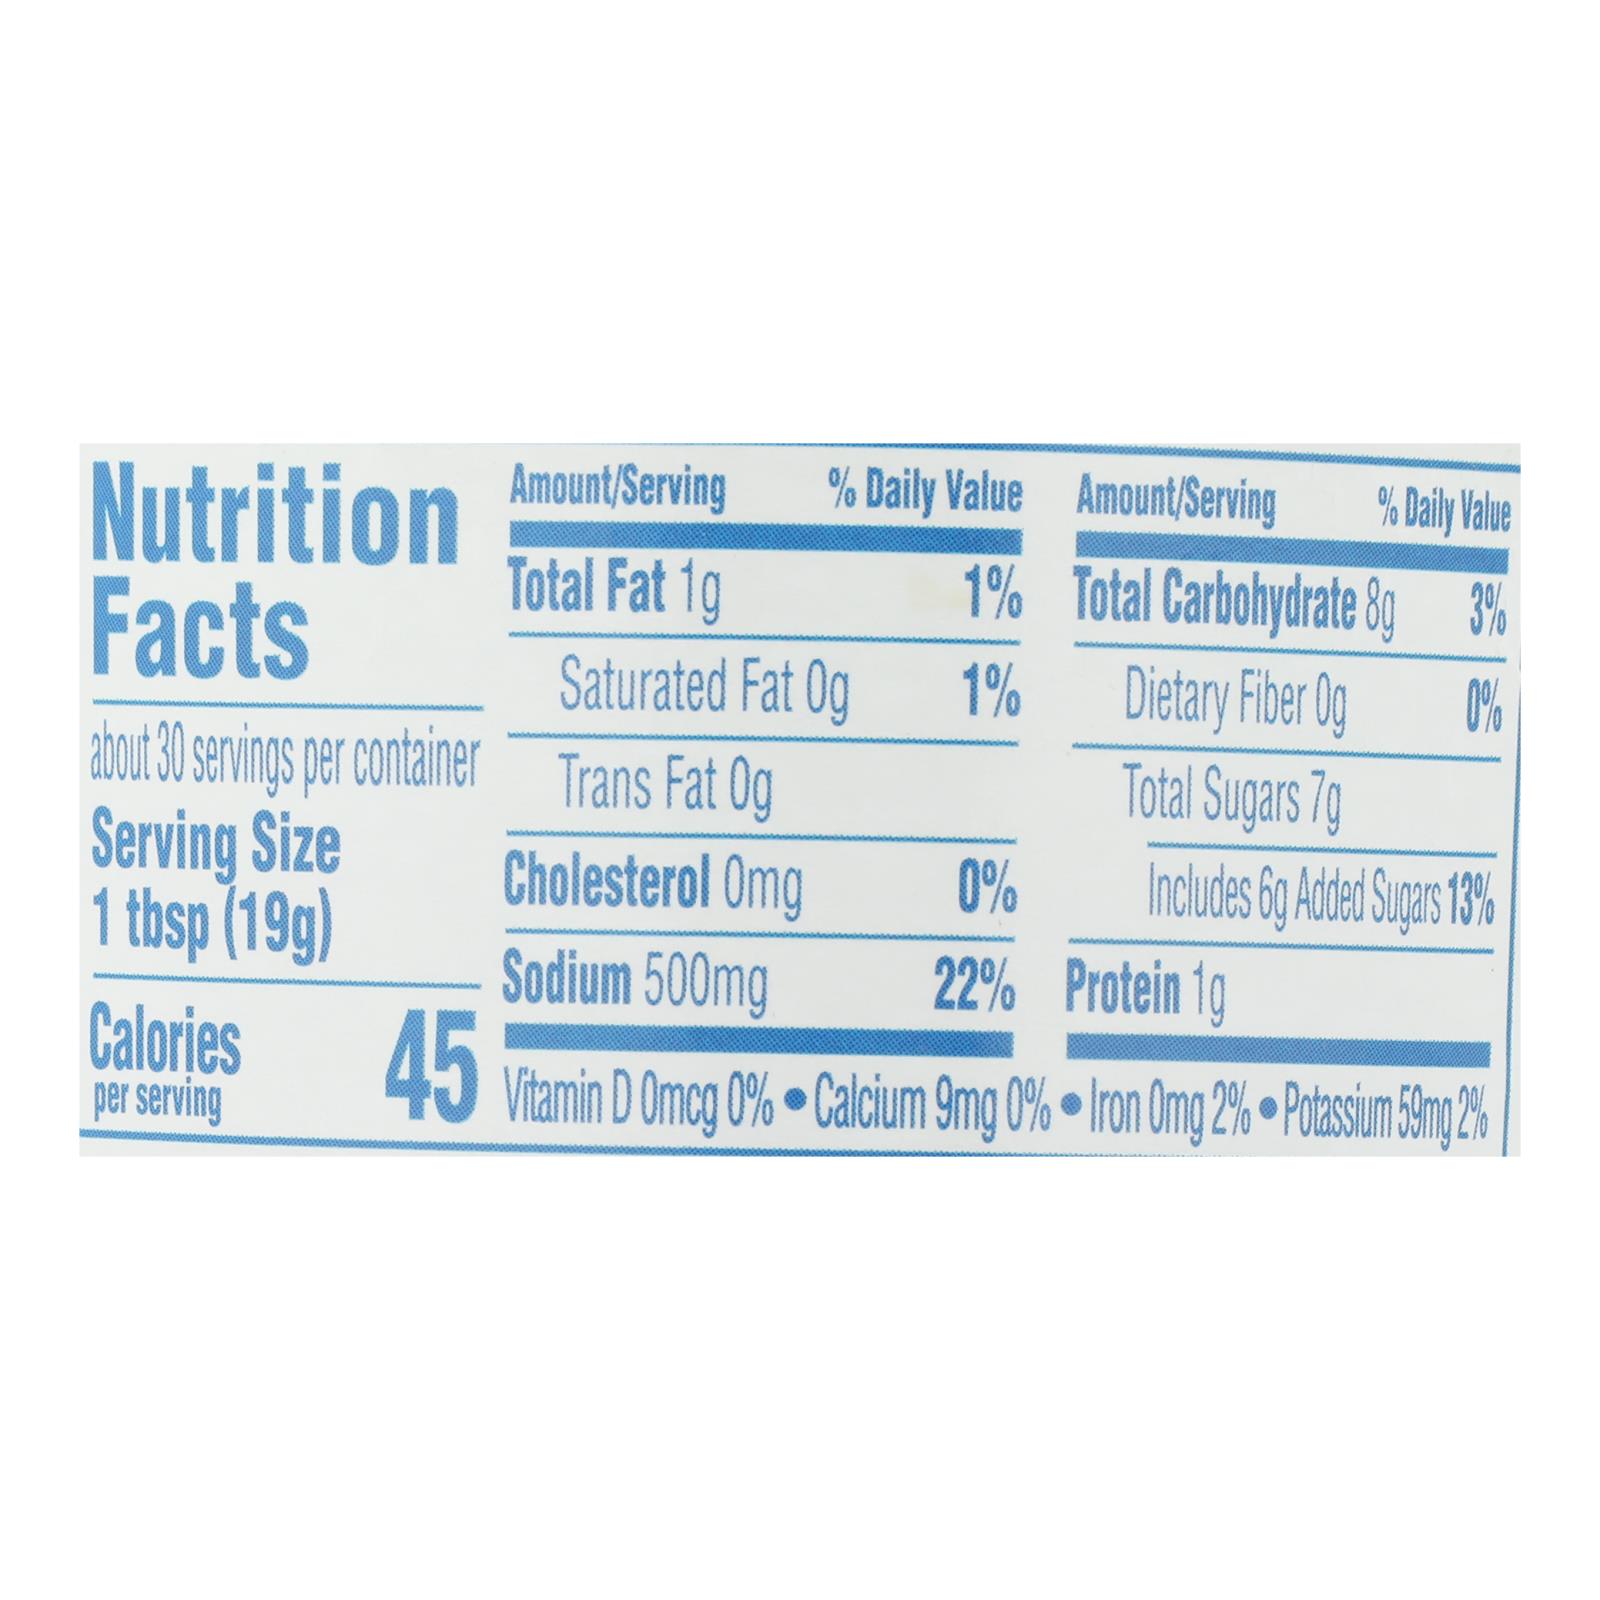 Nutrition
Facts
about 30 servings per container
Serving Size
1 tbsp (19g)
Calories 45
per serving
Amount/Serving % Daily Value
Total Fat 1g 1%
Saturated Fat 0g 1%
Trans Fat 0g
Cholesterol 0mg 0%
Sodium 500mg 22%
Amount/Serving % Daily Value
Total Carbohydrate 8g 3%
Dietary Fiber 0g 0%
Total Sugars 7g
Includes 6g Added Sugars 13%
Protein 1g
Vitamin D 0mcg 0% • Calcium 9mg 0% • Iron 0mg 2% • Potassium 59mg 2%